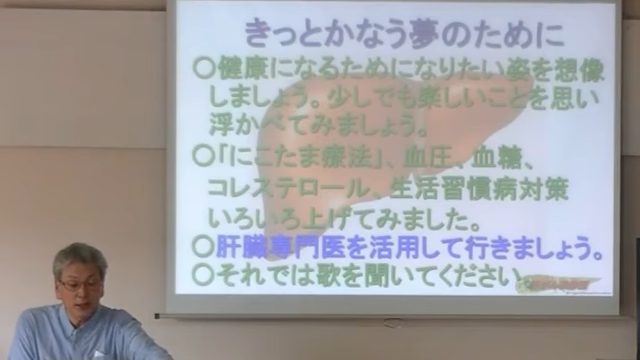 きっとかなう夢のために
○健康になるためになりたい姿を想像
しましょう。少しでも楽しいことを思い
浮かべてみましょう。
○「にこたま療法」、血圧、血糖、
コレステロール、生活習慣病対策
いろいろ上げてみました。
○肝臓専門医を活用して行きましょう。
○それでは歌を聞いてください